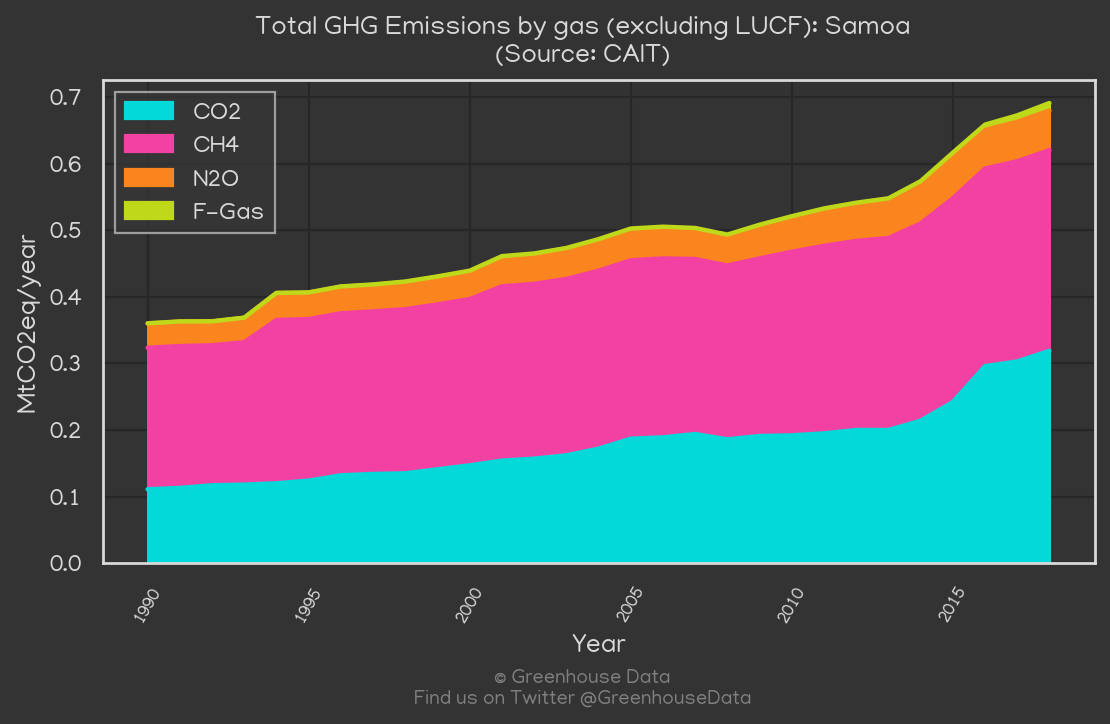 Total GHG Emissions by gas (excluding LUCF): Samoa
(Source: CAIT)
CO2
CH4
N2O
F-Gas
0.7
0.6
0.5
0.4
0.3
0.2
0.1
0.0
MtCO2eq/year
1990
1995
2000
2005
2010
2015
Year
© Greenhouse Data
Find us on Twitter @GreenhouseData